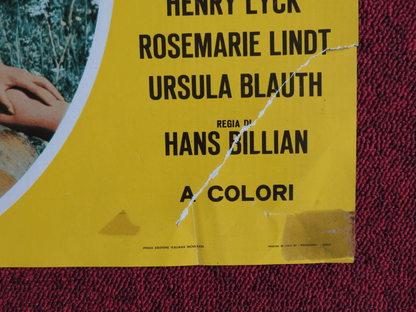 HENRY LYCK
ROSEMARIE LINDT
URSULA BLAUTH
REGIA DI
HANS BILLIAN
A COLORI